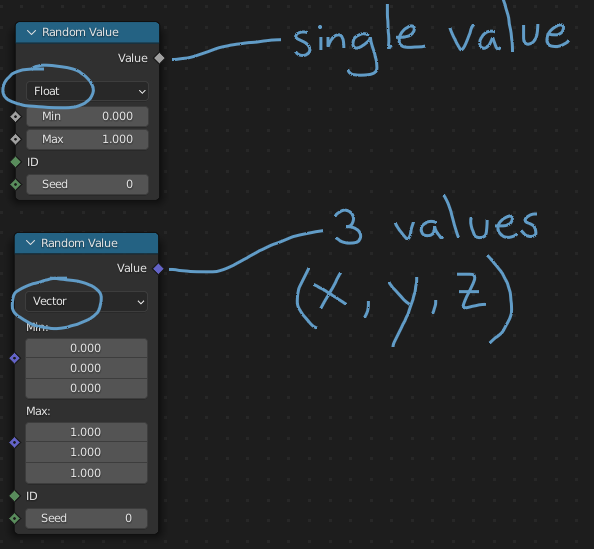 Random Value
Value
single value
Float
Min 0.000
Max 1.000
ID
Seed 0
Random Value
Value
3 values
(x, y, z)
Vector
Min:
0.000
0.000
0.000
Max:
1.000
1.000
1.000
ID
Seed 0